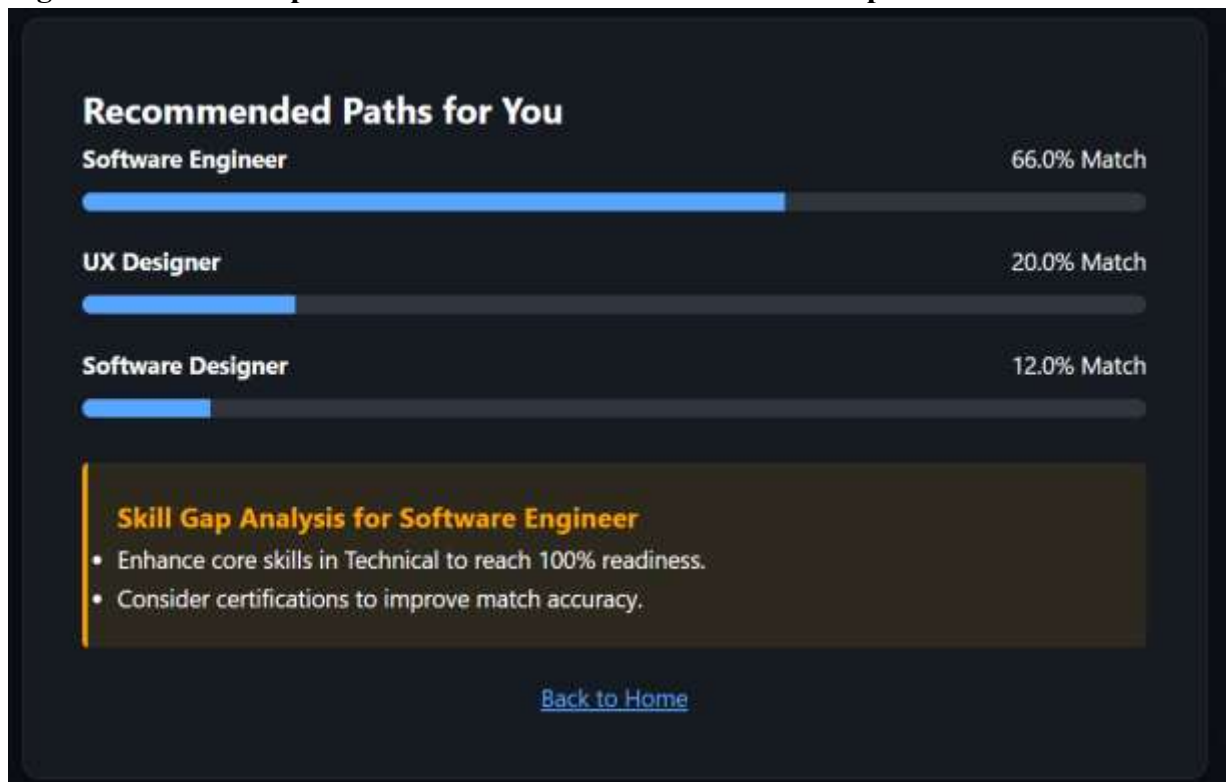 Recommended Paths for You
Software Engineer 66.0% Match
UX Designer 20.0% Match
Software Designer 12.0% Match
Skill Gap Analysis for Software Engineer
• Enhance core skills in Technical to reach 100% readiness.
• Consider certifications to improve match accuracy.
Back to Home